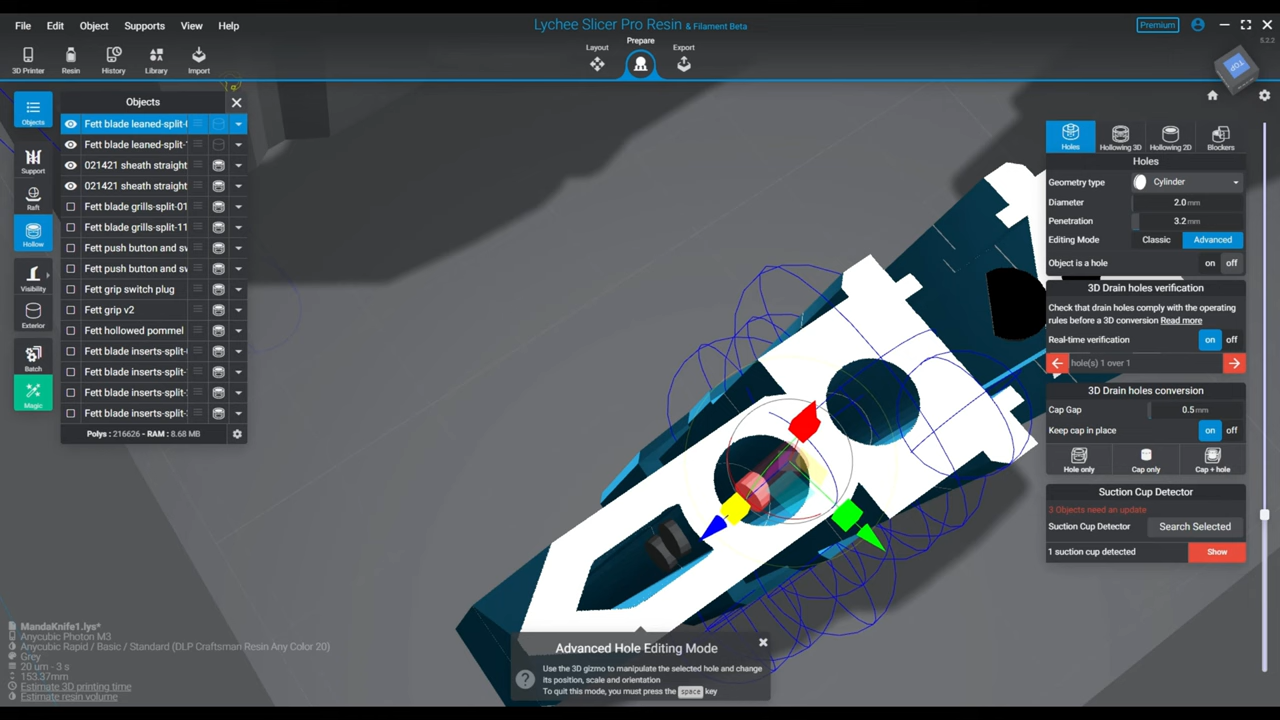 File Edit Object Supports View Help
Lychee Slicer Pro Resin & Filament Beta
Premium
5.2.2
3D Printer Resin History Library Import
Layout Prepare Export
TOP
Objects
Support
Raft
Hollow
Visibility
Exterior
Batch
Magic
Objects
Fett blade leaned-split-
Fett blade leaned-split-
021421 sheath straight
021421 sheath straight
Fett blade grills-split-01
Fett blade grills-split-11
Fett push button and sw
Fett push button and sw
Fett grip switch plug
Fett grip v2
Fett hollowed pommel
Fett blade inserts-split-
Fett blade inserts-split-
Fett blade inserts-split-
Fett blade inserts-split-
Polys : 216626 - RAM : 8.68 MB
Holes Hollowing 3D Hollowing 2D Blockers
Holes
Geometry type Cylinder
Diameter 2.0 mm
Penetration 3.2 mm
Editing Mode Classic Advanced
Object is a hole on off
3D Drain holes verification
Check that drain holes comply with the operating
rules before a 3D conversion Read more
Real-time verification on off
hole(s) 1 over 1
3D Drain holes conversion
Cap Gap 0.5 mm
Keep cap in place on off
Hole only Cap only Cap + hole
Suction Cup Detector
3 Objects need an update
Suction Cup Detector Search Selected
1 suction cup detected Show
MandaKnife1.lys*
Anycubic Photon M3
Anycubic Rapid / Basic / Standard (DLP Craftsman Resin Any Color 20)
Grey
20 um - 3 s
153.37mm
Estimate 3D printing time
Estimate resin volume
Advanced Hole Editing Mode
Use the 3D gizmo to manipulate the selected hole and change
its position, scale and orientation
To quit this mode, you must press the space key